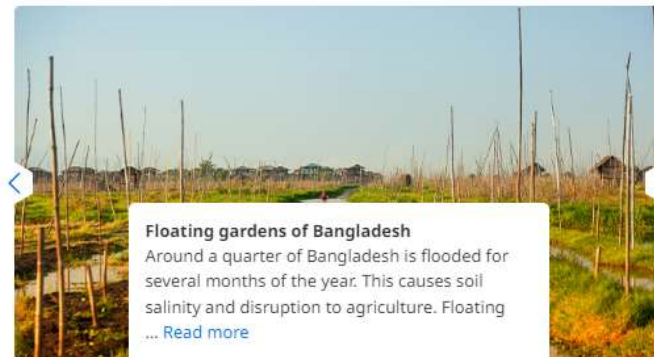 Floating gardens of Bangladesh
Around a quarter of Bangladesh is flooded for
several months of the year. This causes soil
salinity and disruption to agriculture. Floating
... Read more